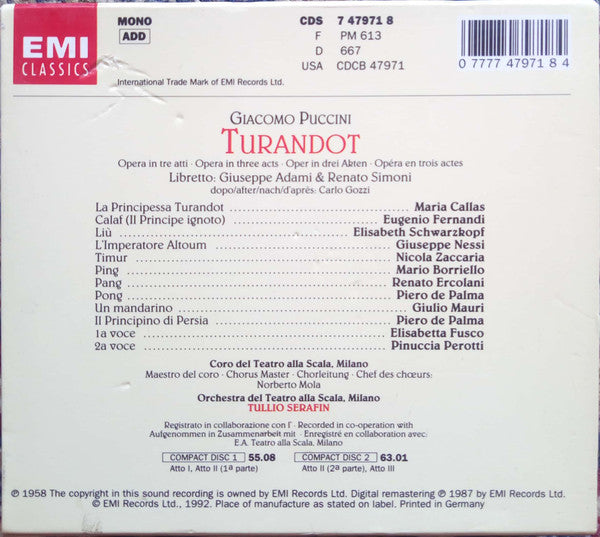 EMI
CLASSICS
MONO
ADD
International Trade Mark of EMI Records Ltd.
CDS 7 47971 8
F PM 613
D 667
USA CDCB 47971
0 7777 47971 8 4
GIACOMO PUCCINI
TURANDOT
Opera in tre atti · Opera in three acts · Oper in drei Akten · Opéra en trois actes
Libretto: Giuseppe Adami & Renato Simoni
dopo/after/nach/d'après: Carlo Gozzi
La Principessa Turandot Maria Callas
Calaf (Il Principe ignoto) Eugenio Fernandi
Liù Elisabeth Schwarzkopf
L'Imperatore Altoum Giuseppe Nessi
Timur Nicola Zaccaria
Ping Mario Borriello
Pang Renato Ercolani
Pong Piero de Palma
Un mandarino Giulio Mauri
Il Principino di Persia Piero de Palma
1a voce Elisabetta Fusco
2a voce Pinuccia Perotti
Coro del Teatro alla Scala, Milano
Maestro del coro · Chorus Master · Chorleitung · Chef des chœurs:
Norberto Mola
Orchestra del Teatro alla Scala, Milano
TULLIO SERAFIN
Registrato in collaborazione con l' · Recorded in co-operation with
Aufgenommen in Zusammenarbeit mit · Enregistré en collaboration avec:
E.A. Teatro alla Scala, Milano
COMPACT DISC 1 55.08 COMPACT DISC 2 63.01
Atto I, Atto II (1ª parte) Atto II (2ª parte), Atto III
℗ 1958 The copyright in this sound recording is owned by EMI Records Ltd. Digital remastering ℗ 1987 by EMI Records Ltd.
© EMI Records Ltd., 1992. Place of manufacture as stated on label. Printed in Germany